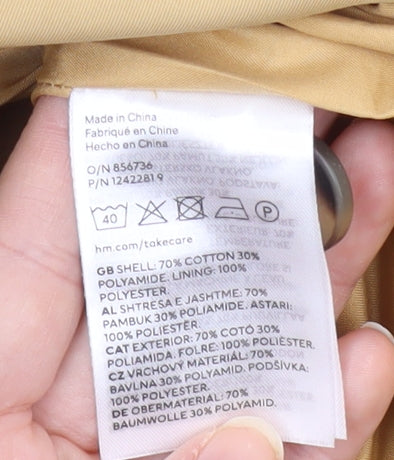 Made in China
Fabriqué en Chine
Hecho en China
O/N 856736
P/N 12422819
40 P
hm.com/takecare
GB SHELL: 70% COTTON 30%
POLYAMIDE. LINING: 100%
POLYESTER.
AL SHTRESA E JASHTME: 70%
PAMBUK 30% POLIAMIDE. ASTARI:
100% POLIESTER.
CAT EXTERIOR: 70% COTÓ 30%
POLIAMIDA. FOLRE: 100% POLIÈSTER.
CZ VRCHOVÝ MATERIÁL: 70%
BAVLNA 30% POLYAMID. PODŠÍVKA:
100% POLYESTER.
DE OBERMATERIAL: 70%
BAUMWOLLE 30% POLYAMID.